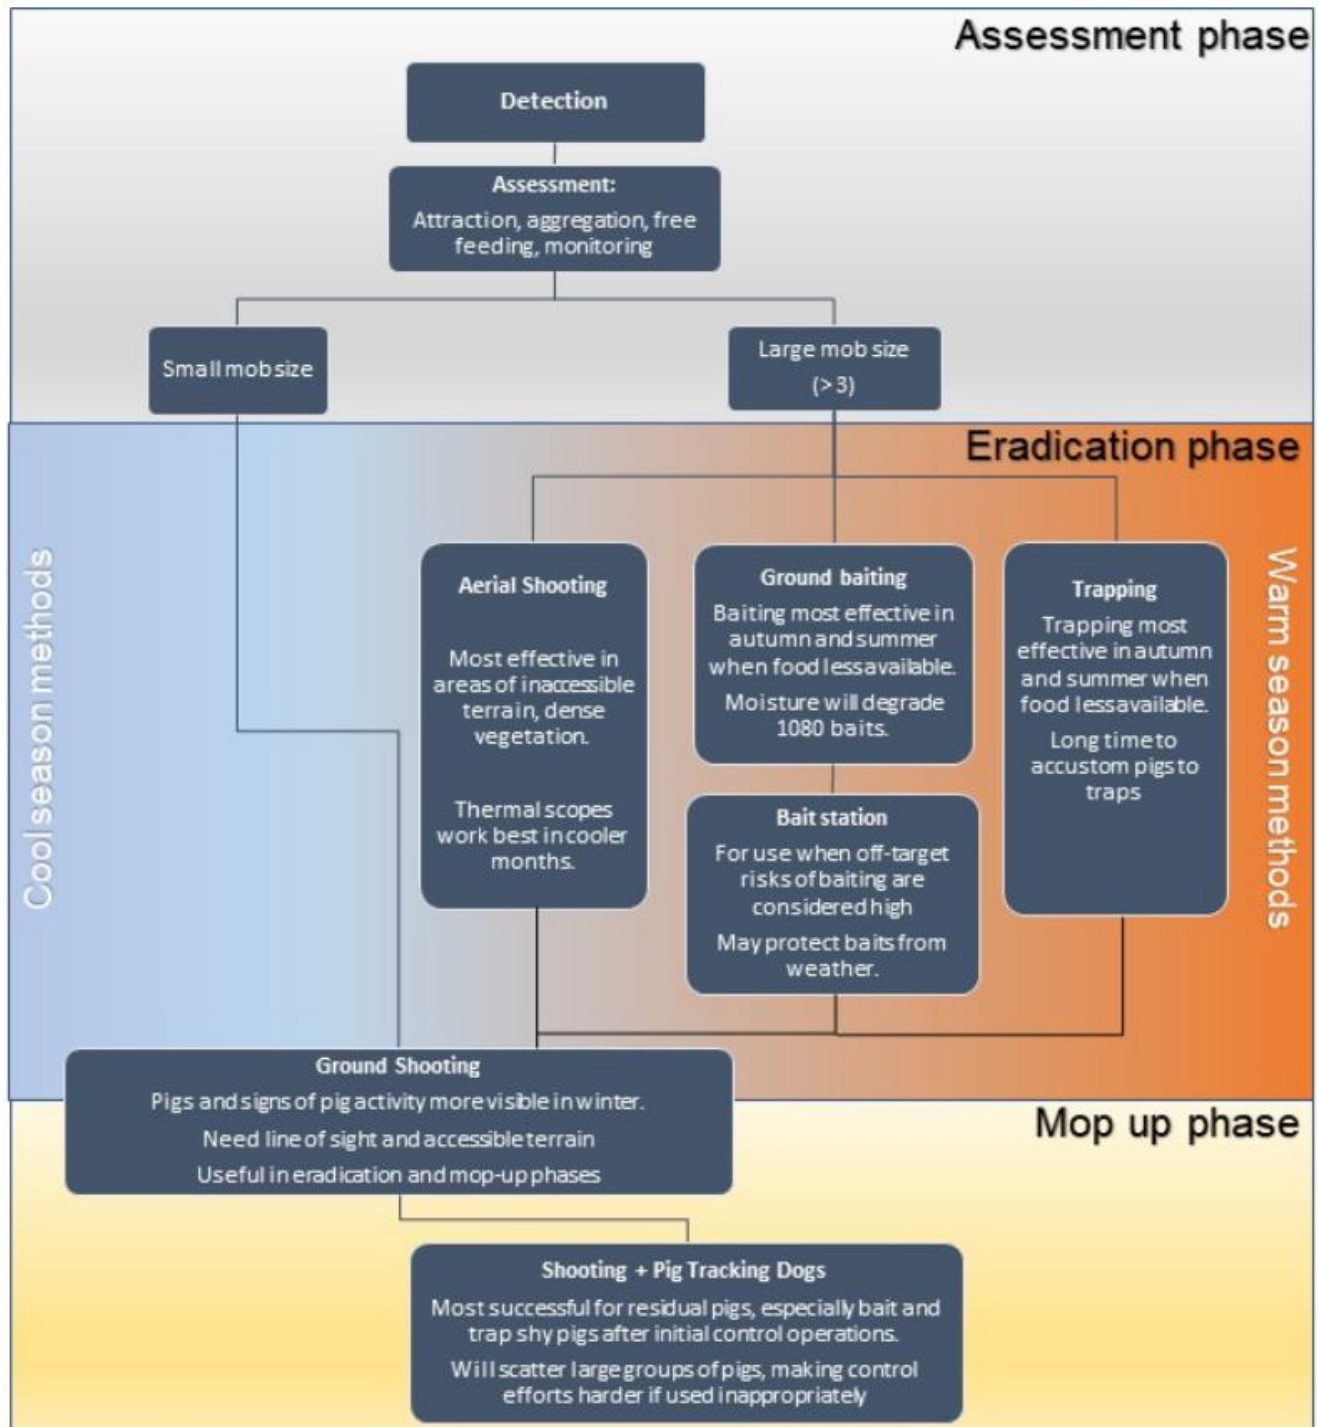 Assessment phase
Detection
Assessment:
Attraction, aggregation, free
feeding, monitoring
Small mob size
Large mob size
(> 3)
Eradication phase
Cool season methods
Warm season methods
Aerial Shooting
Most effective in
areas of inaccessible
terrain, dense
vegetation.
Thermal scopes
work best in cooler
months.
Ground baiting
Baiting most effective in
autumn and summer
when food less available.
Moisture will degrade
1080 baits.
Bait station
For use when off-target
risks of baiting are
considered high
May protect baits from
weather.
Trapping
Trapping most
effective in autumn
and summer when
food less available.
Long time to
accustom pigs to
traps
Ground Shooting
Pigs and signs of pig activity more visible in winter.
Need line of sight and accessible terrain
Useful in eradication and mop-up phases
Mop up phase
Shooting + Pig Tracking Dogs
Most successful for residual pigs, especially bait and
trap shy pigs after initial control operations.
Will scatter large groups of pigs, making control
efforts harder if used inappropriately